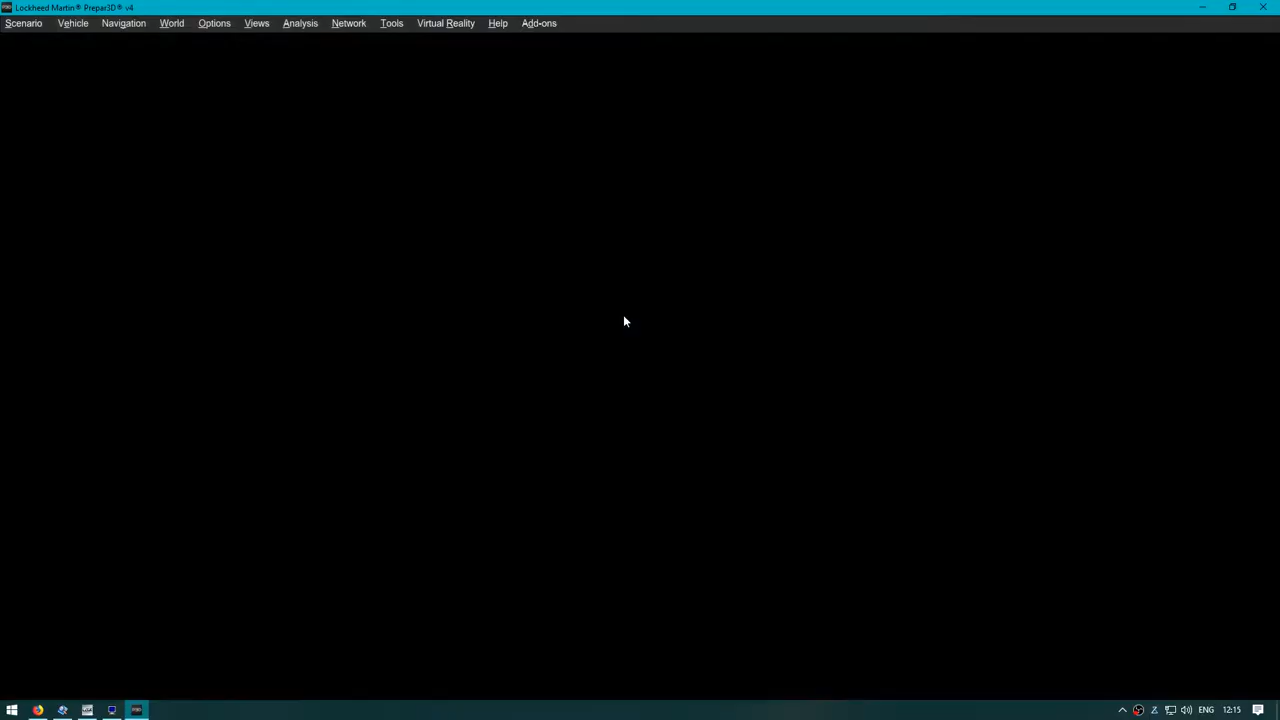 Lockheed Martin® Prepar3D® v4
Scenario Vehicle Navigation World Options Views Analysis Network Tools Virtual Reality Help Add-ons
ENG 12:15